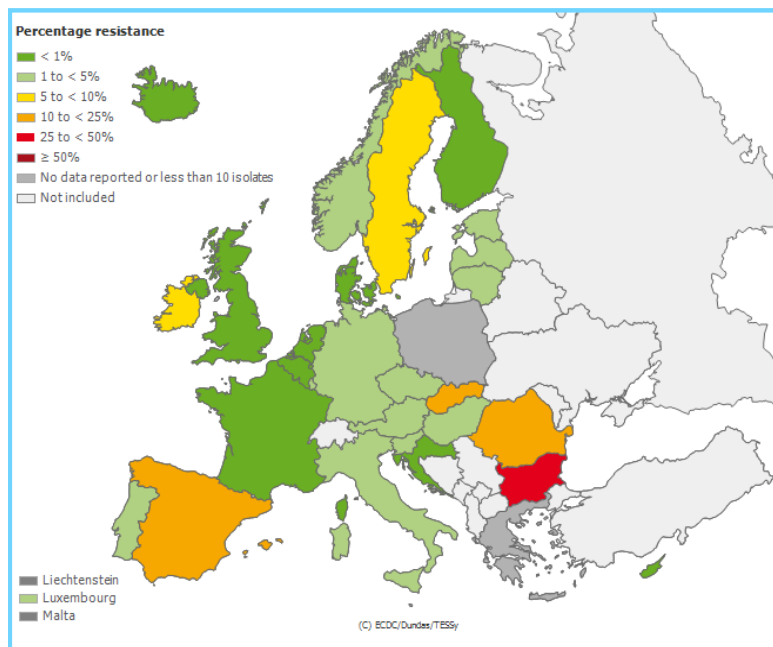 Percentage resistance
< 1%
1 to < 5%
5 to < 10%
10 to < 25%
25 to < 50%
≥ 50%
No data reported or less than 10 isolates
Not included
Liechtenstein
Luxembourg
Malta
(C) ECDC/Dundas/TESSy